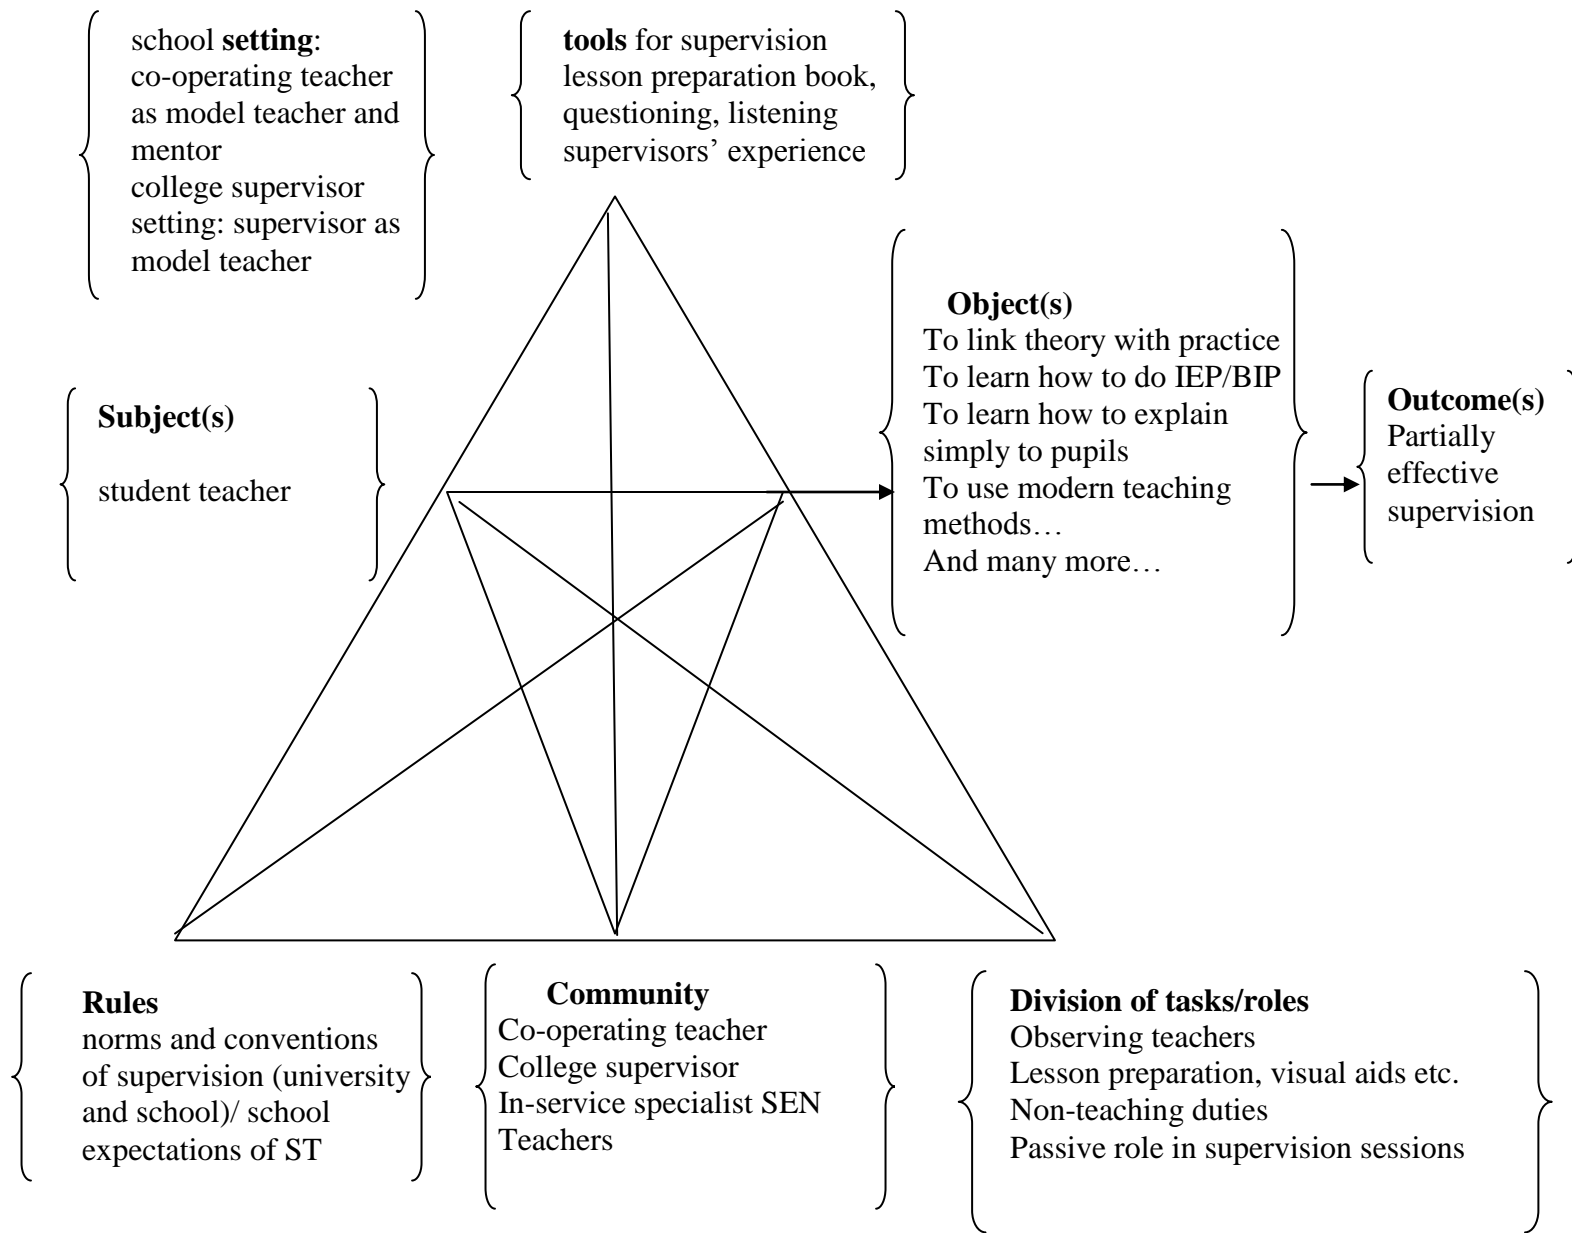 school setting:
co-operating teacher
as model teacher and
mentor
college supervisor
setting: supervisor as
model teacher
tools for supervision
lesson preparation book,
questioning, listening
supervisors’ experience
Subject(s)
student teacher
Object(s)
To link theory with practice
To learn how to do IEP/BIP
To learn how to explain
simply to pupils
To use modern teaching
methods…
And many more…
Outcome(s)
Partially
effective
supervision
Rules
norms and conventions
of supervision (university
and school)/ school
expectations of ST
Community
Co-operating teacher
College supervisor
In-service specialist SEN
Teachers
Division of tasks/roles
Observing teachers
Lesson preparation, visual aids etc.
Non-teaching duties
Passive role in supervision sessions